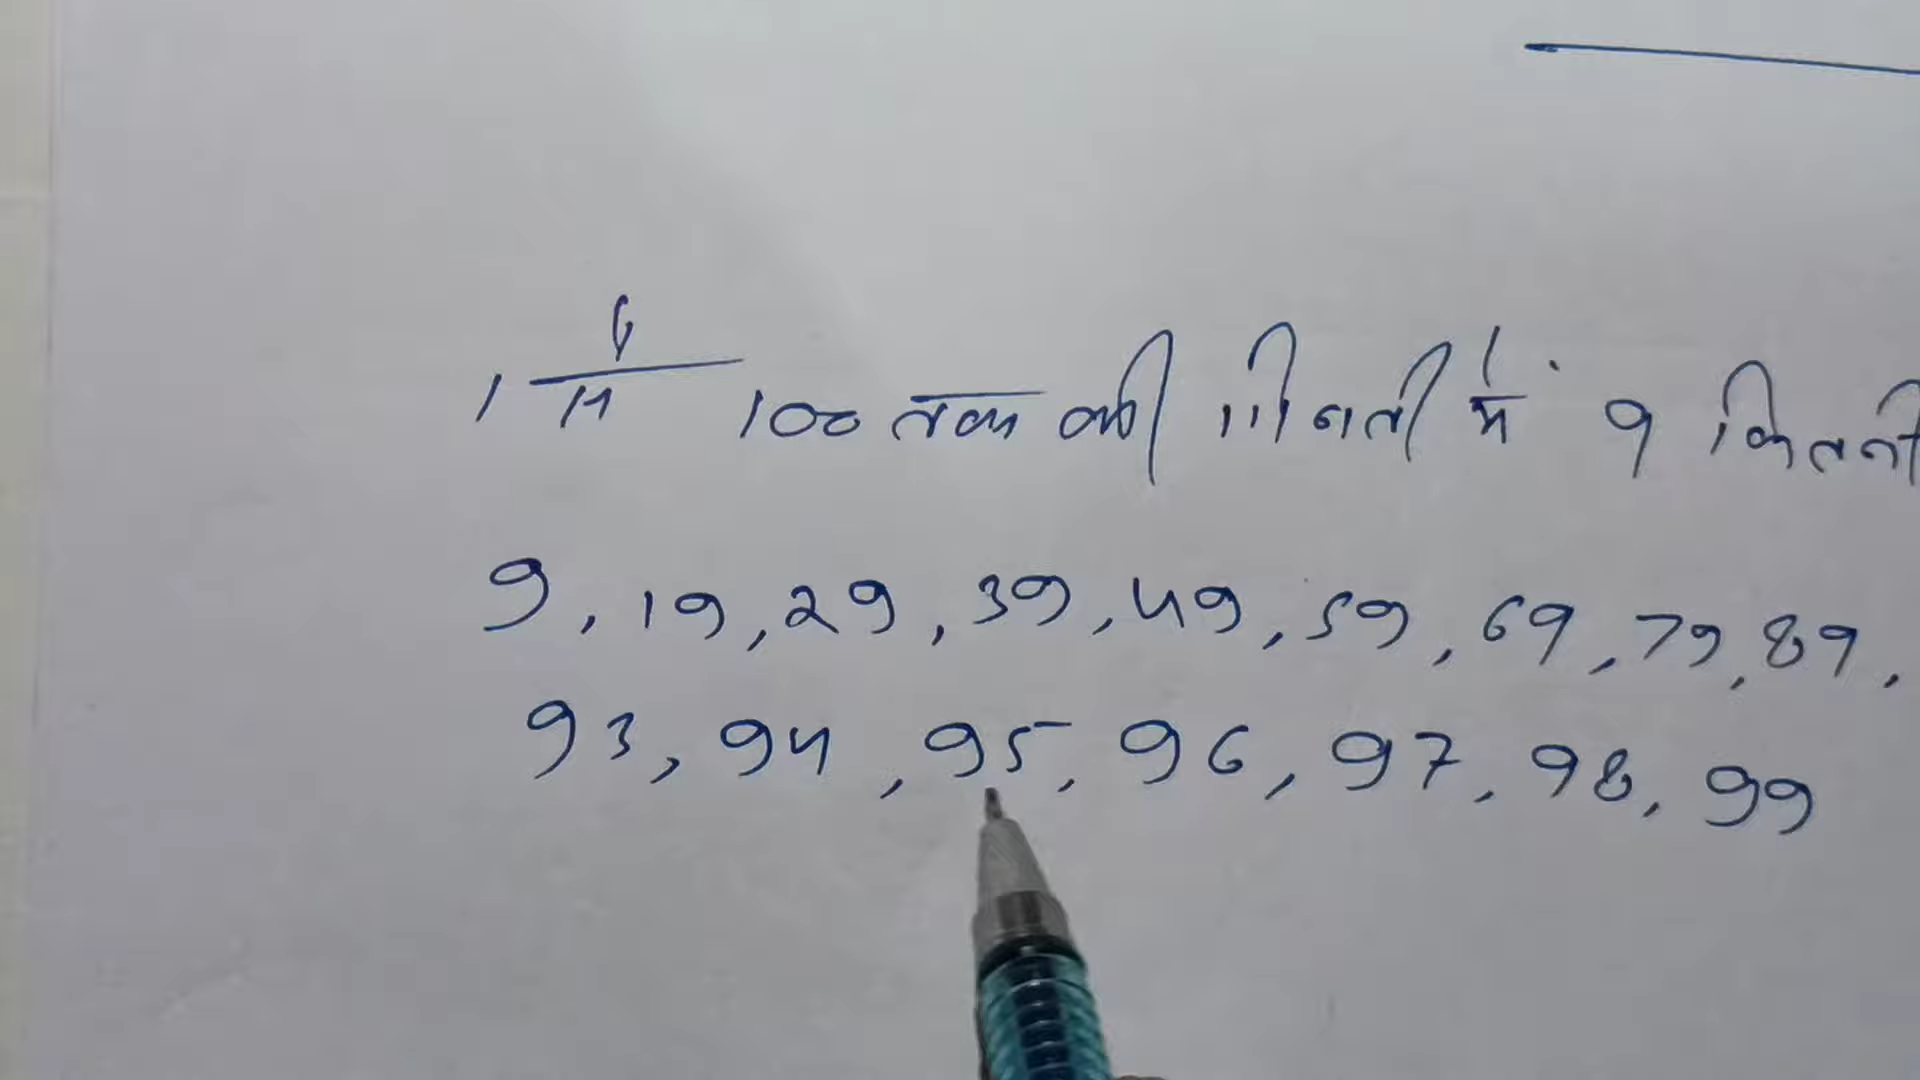 1 से 100 तक की गिनती में 9 कितनी
9, 19, 29, 39, 49, 59, 69, 79, 89,
93, 94, 95, 96, 97, 98, 99